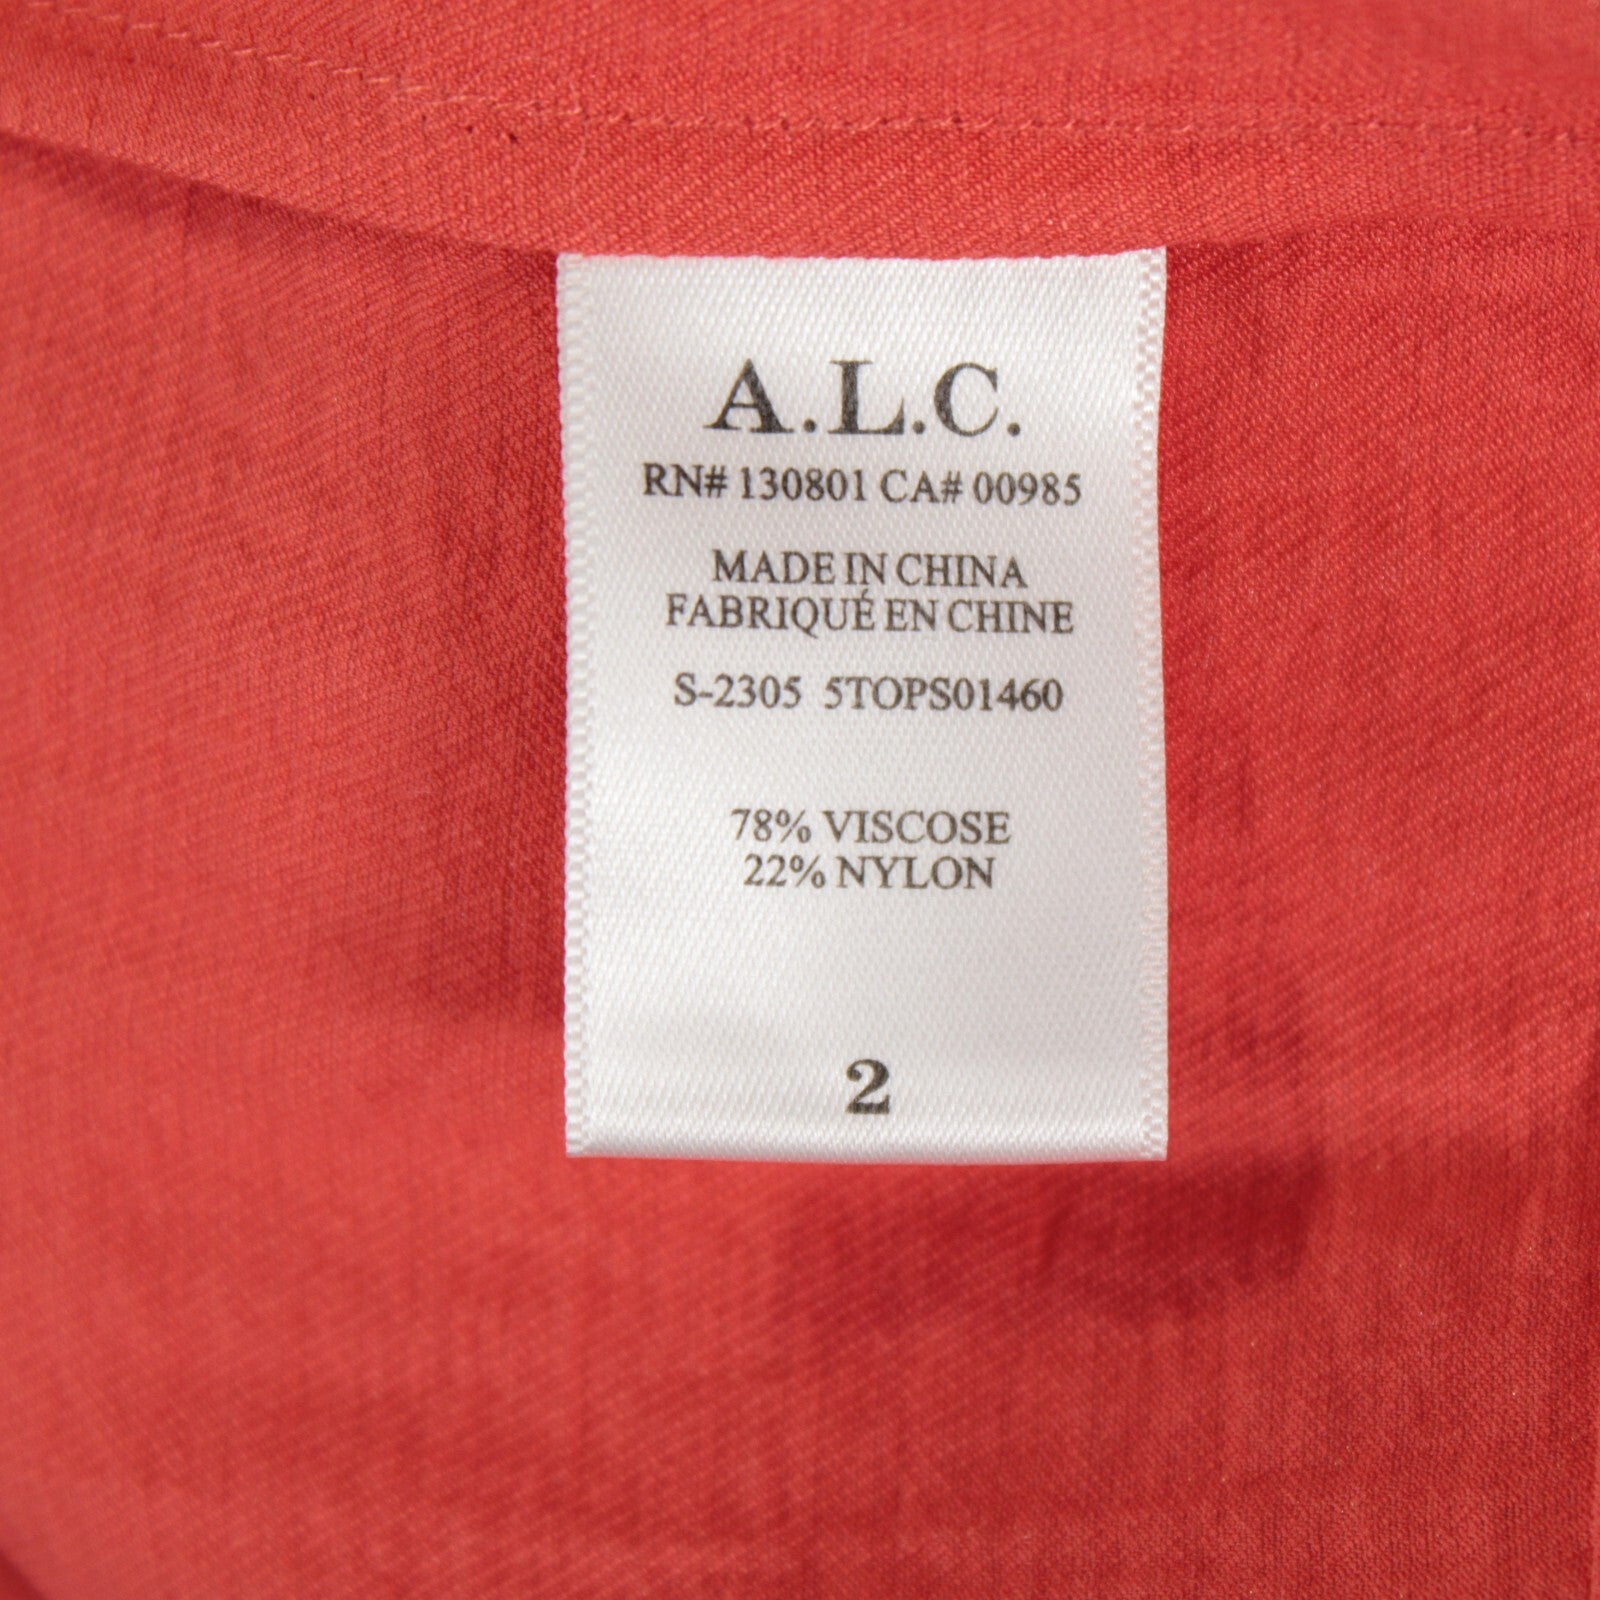 A.L.C.
RN# 130801 CA# 00985
MADE IN CHINA
FABRIQUÉ EN CHINE
S-2305 5TOPS01460
78% VISCOSE
22% NYLON
2